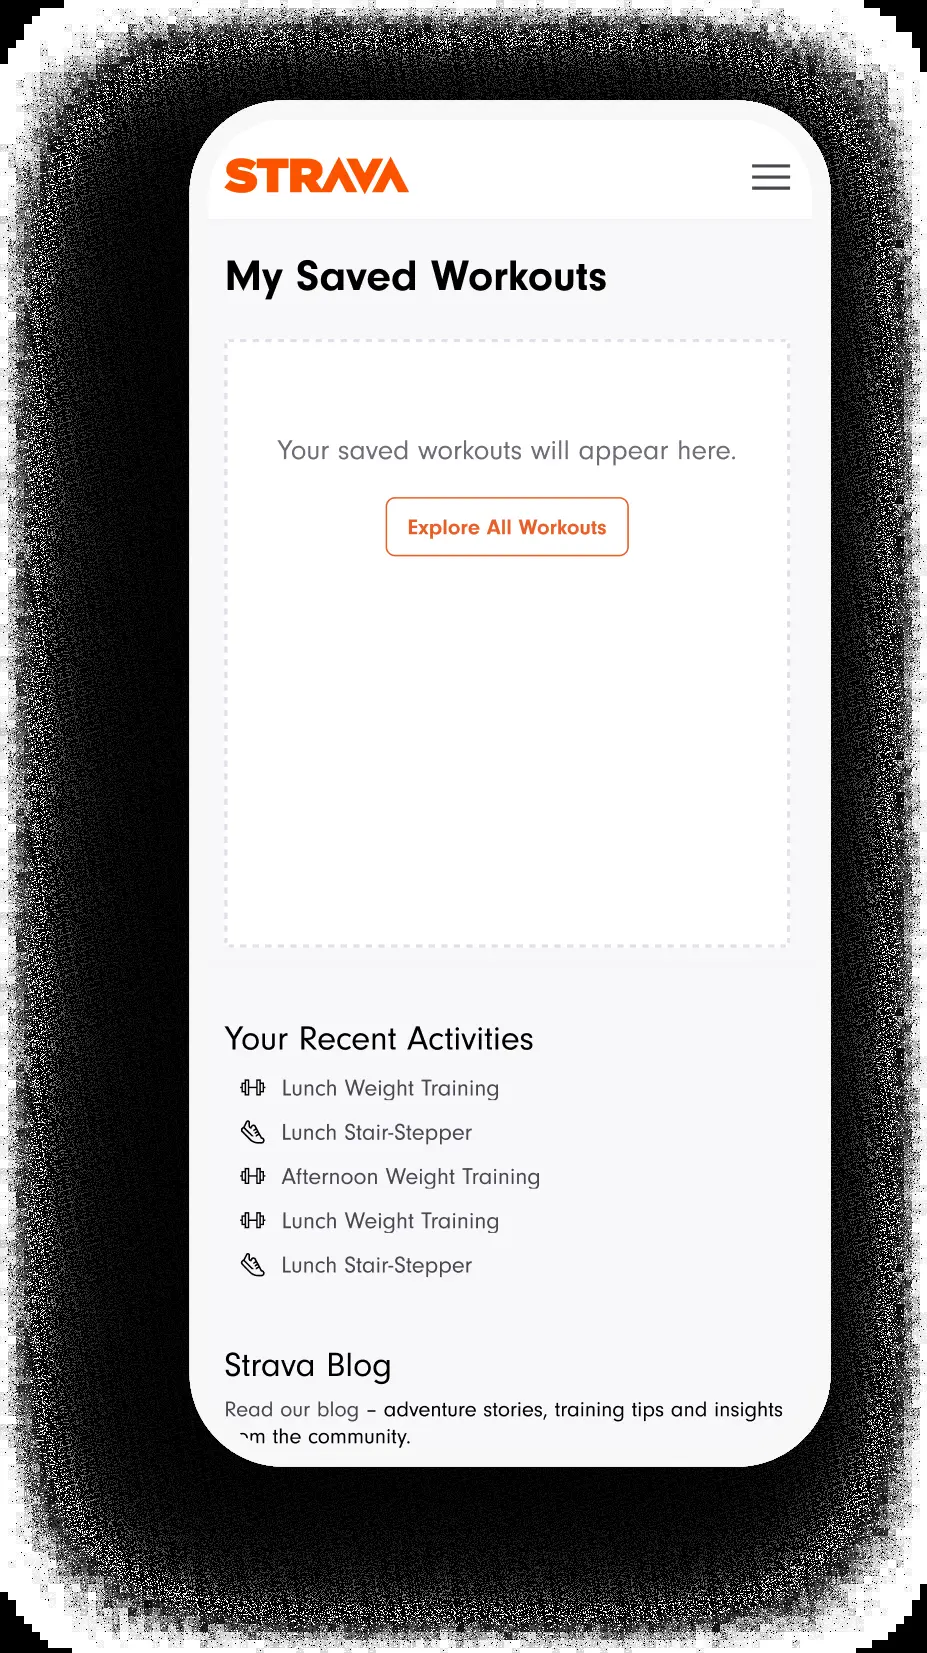 STRAVA
My Saved Workouts
Your saved workouts will appear here.
Explore All Workouts
Your Recent Activities
Lunch Weight Training
Lunch Stair-Stepper
Afternoon Weight Training
Lunch Weight Training
Lunch Stair-Stepper
Strava Blog
Read our blog – adventure stories, training tips and insights
the community.